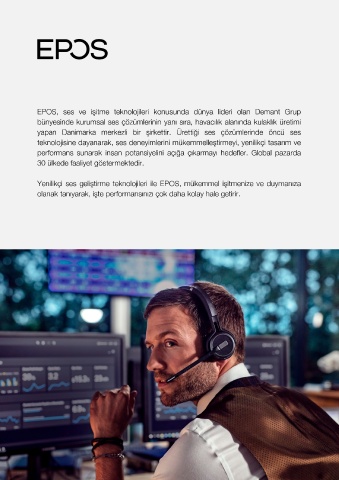 EPOS
EPOS, ses ve işitme teknolojileri konusunda dünya lideri olan Demant Grup
bünyesinde kurumsal ses çözümlerinin yanı sıra, havacılık alanında kulaklık üretimi
yapan Danimarka merkezli bir şirkettir. Ürettiği ses çözümlerinde öncü ses
teknolojisine dayanarak, ses deneyimlerini mükemmelleştirmeyi, yenilikçi tasarım ve
performans sunarak insan potansiyelini açığa çıkarmayı hedefler. Global pazarda
30 ülkede faaliyet göstermektedir.
Yenilikçi ses geliştirme teknolojileri ile EPOS, mükemmel işitmenize ve duymanıza
olanak tanıyarak, işte performansınızı çok daha kolay hale getirir.